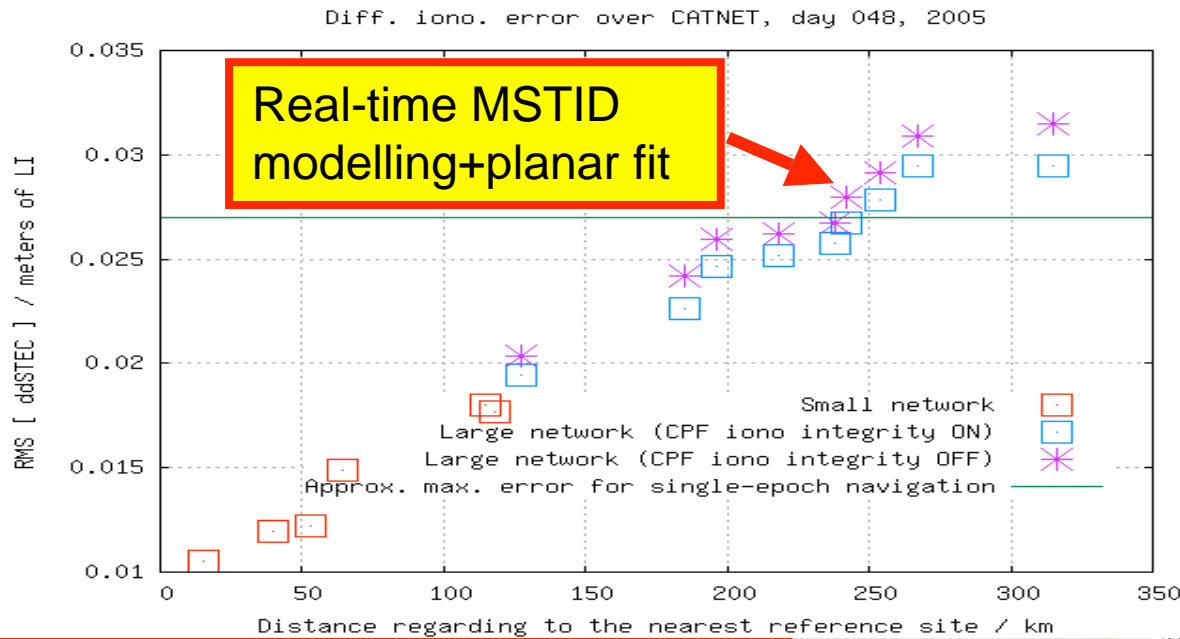 Diff. iono. error over CATNET, day 048, 2005
0.035
0.03
0.025
0.02
0.015
0.01
RMS [ ddSTEC ] / meters of LI
Real-time MSTID
modelling+planar fit
Small network
Large network (CPF iono integrity ON)
Large network (CPF iono integrity OFF)
Approx. max. error for single-epoch navigation
0 50 100 150 200 250 300 350
Distance regarding to the nearest reference site / km